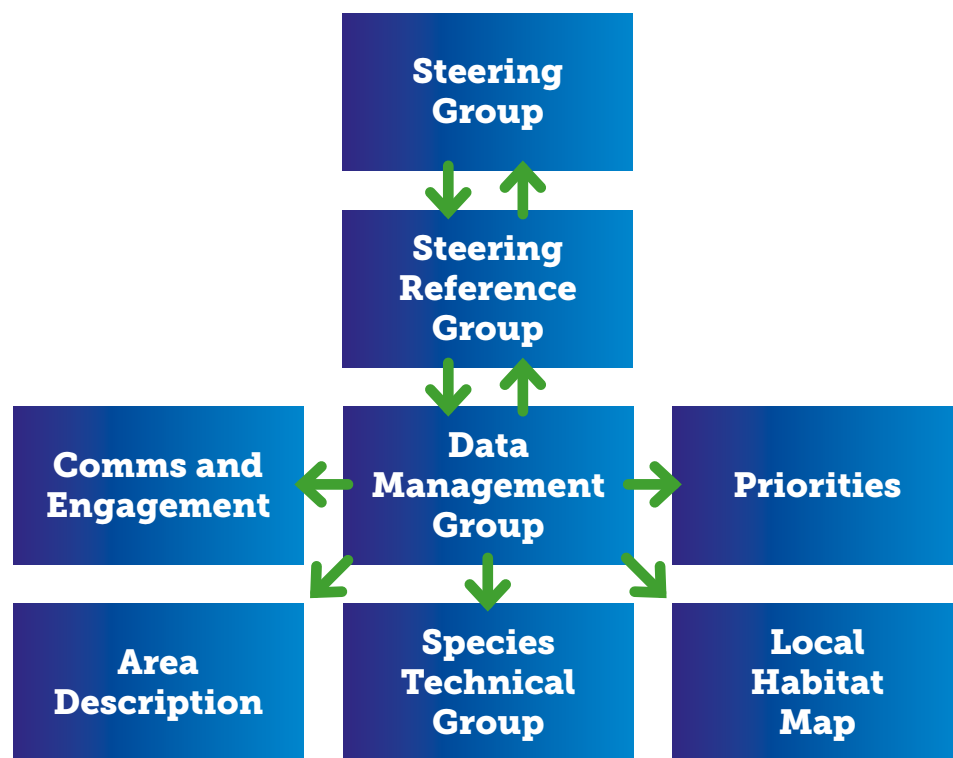 Steering
Group
Steering
Reference
Group
Comms and
Engagement
Data
Management
Group
Priorities
Area
Description
Species
Technical
Group
Local
Habitat
Map